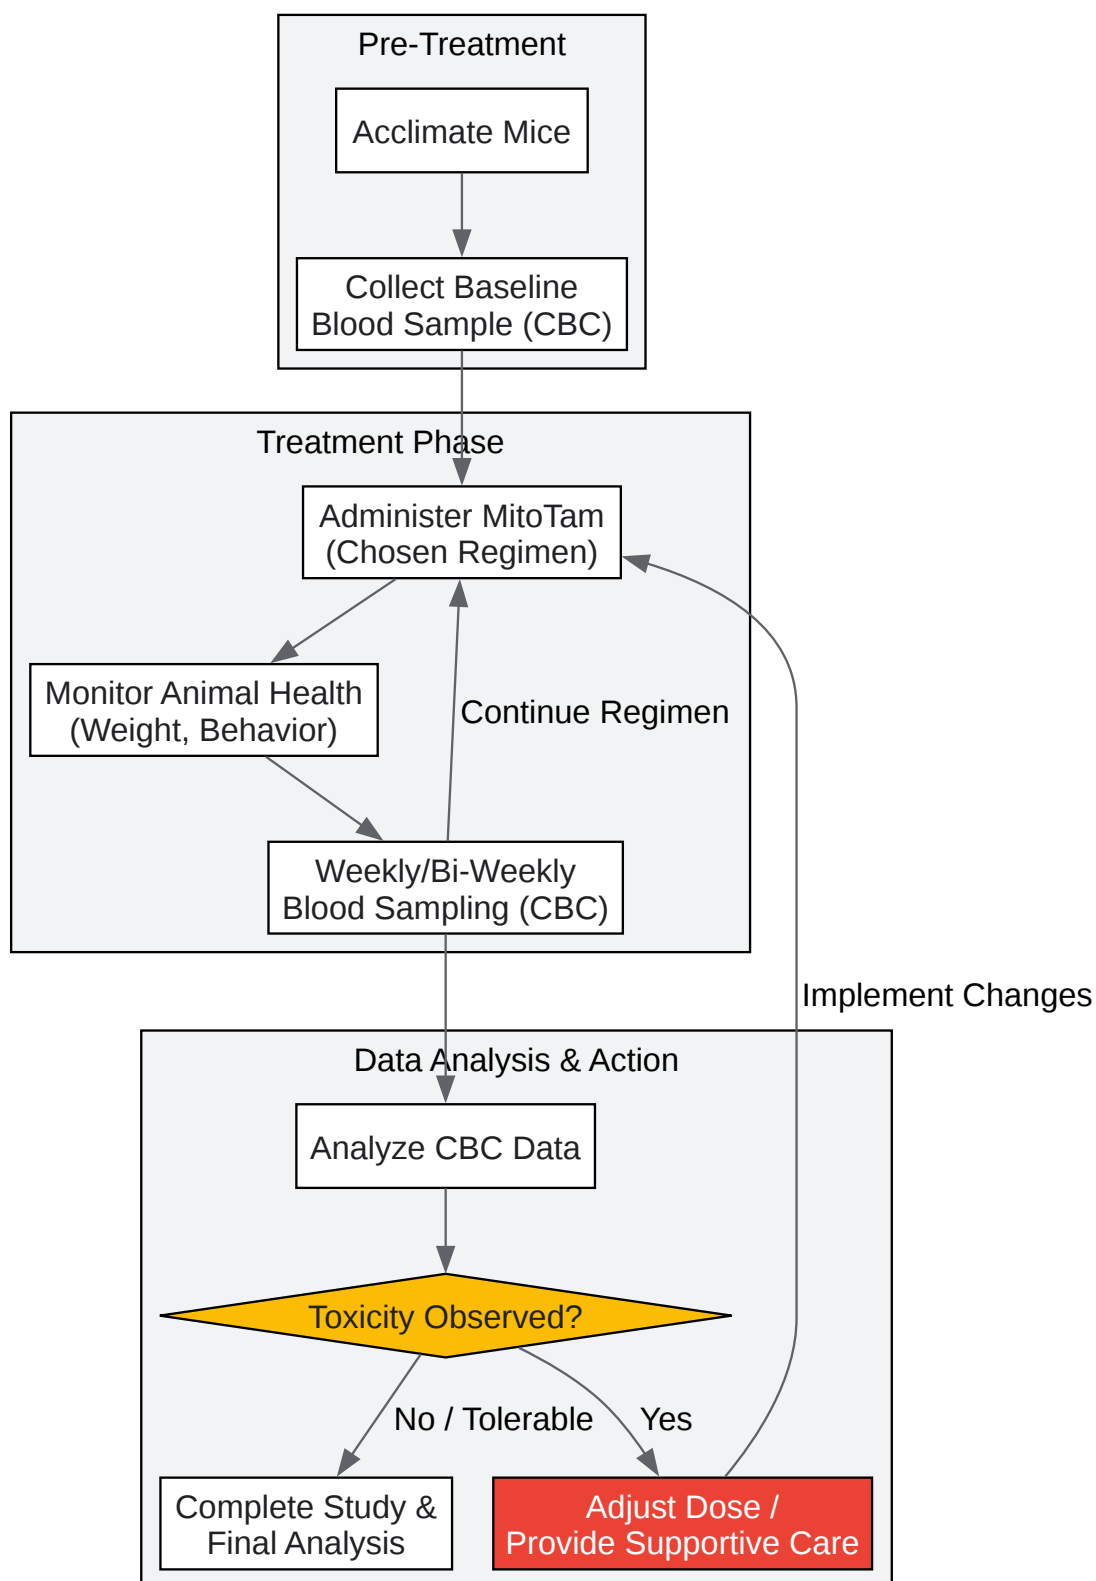 Pre-Treatment
Acclimate Mice
Collect Baseline
Blood Sample (CBC)
Treatment Phase
Administer MitoTam
(Chosen Regimen)
Monitor Animal Health
(Weight, Behavior)
Continue Regimen
Weekly/Bi-Weekly
Blood Sampling (CBC)
Implement Changes
Data Analysis & Action
Analyze CBC Data
Toxicity Observed?
No / Tolerable
Yes
Complete Study &
Final Analysis
Adjust Dose /
Provide Supportive Care